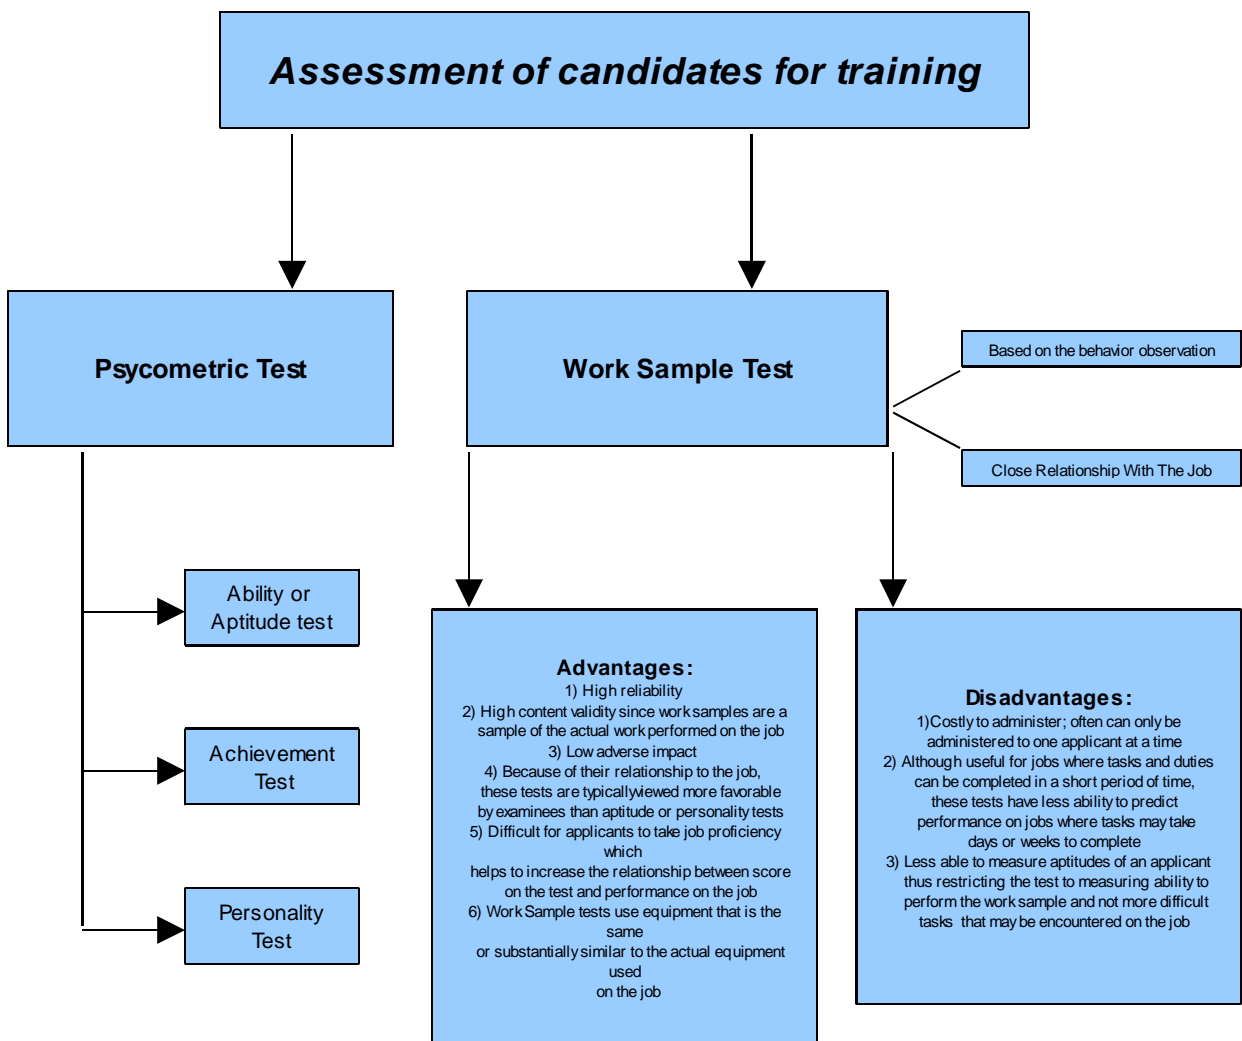 Assessment of candidates for training
Psycometric Test
Work Sample Test
Based on the behavior observation
Close Relationship With The Job
Ability or
Aptitude test
Achievement
Test
Personality
Test
Advantages:
1) High reliability
2) High content validity since work samples are a
sample of the actual work performed on the job
3) Low adverse impact
4) Because of their relationship to the job,
these tests are typically viewed more favorable
by examinees than aptitude or personality tests
5) Difficult for applicants to take job proficiency
which
helps to increase the relationship between score
on the test and performance on the job
6) Work Sample tests use equipment that is the
same
or substantially similar to the actual equipment
used
on the job
Disadvantages:
1)Costly to administer; often can only be
administered to one applicant at a time
2) Although useful for jobs where tasks and duties
can be completed in a short period of time,
these tests have less ability to predict
performance on jobs where tasks may take
days or weeks to complete
3) Less able to measure aptitudes of an applicant
thus restricting the test to measuring ability to
perform the work sample and not more difficult
tasks that may be encountered on the job